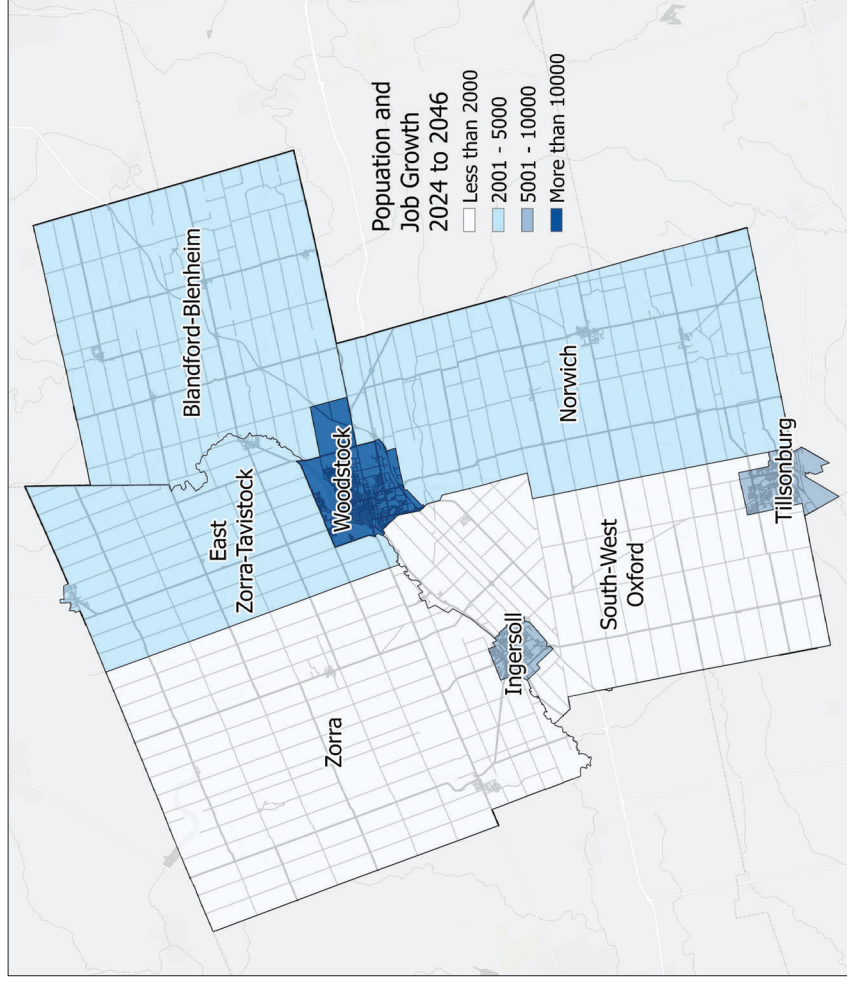 Blandford-Blenheim
East
Zorra-Tavistock
Zorra
Woodstock
Popuation and
Job Growth
2024 to 2046
Less than 2000
2001 - 5000
5001 - 10000
More than 10000
Ingersoll
Norwich
South-West
Oxford
Tillsonburg